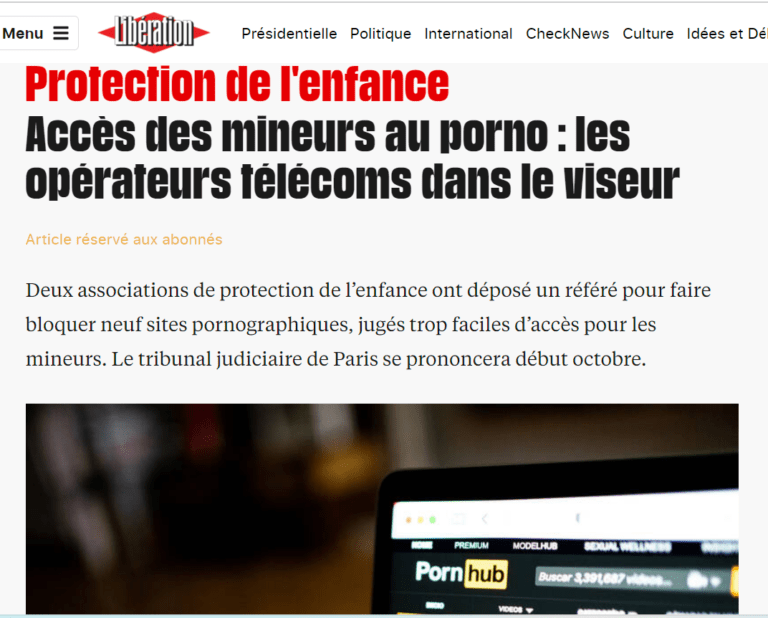 Menu Libération Présidentielle Politique International CheckNews Culture Idées et Dé
Protection de l'enfance
Accès des mineurs au porno : les
opérateurs télécoms dans le viseur
Article réservé aux abonnés
Deux associations de protection de l’enfance ont déposé un référé pour faire
bloquer neuf sites pornographiques, jugés trop faciles d’accès pour les
mineurs. Le tribunal judiciaire de Paris se prononcera début octobre.
HOME PREMIUM MODELHUB SEXUAL WELLNESS
Pornhub Buscar 3,391,687 videos...
VIDEOS